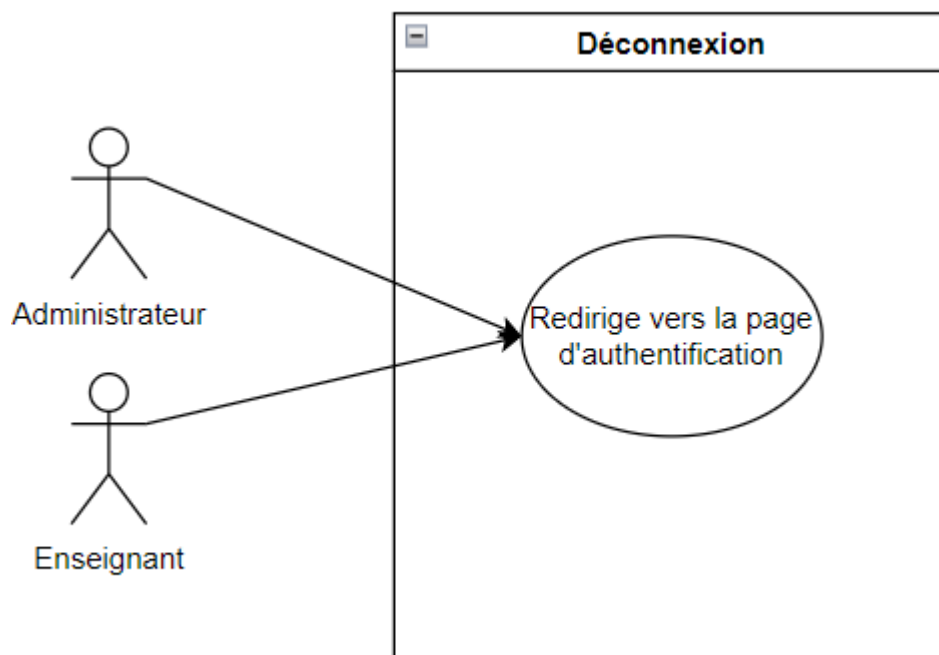 Déconnexion
Administrateur
Redirige vers la page
d'authentification
Enseignant